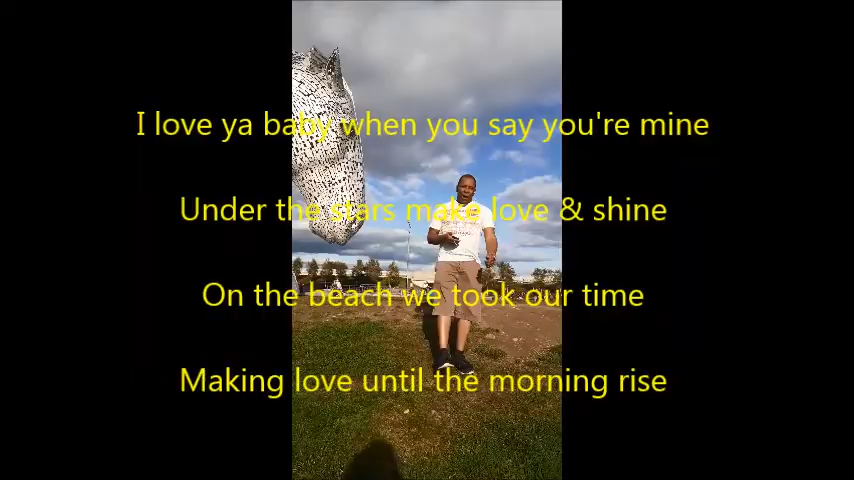 I love ya baby when you say you're mine
Under the stars make love & shine
On the beach we took our time
Making love until the morning rise